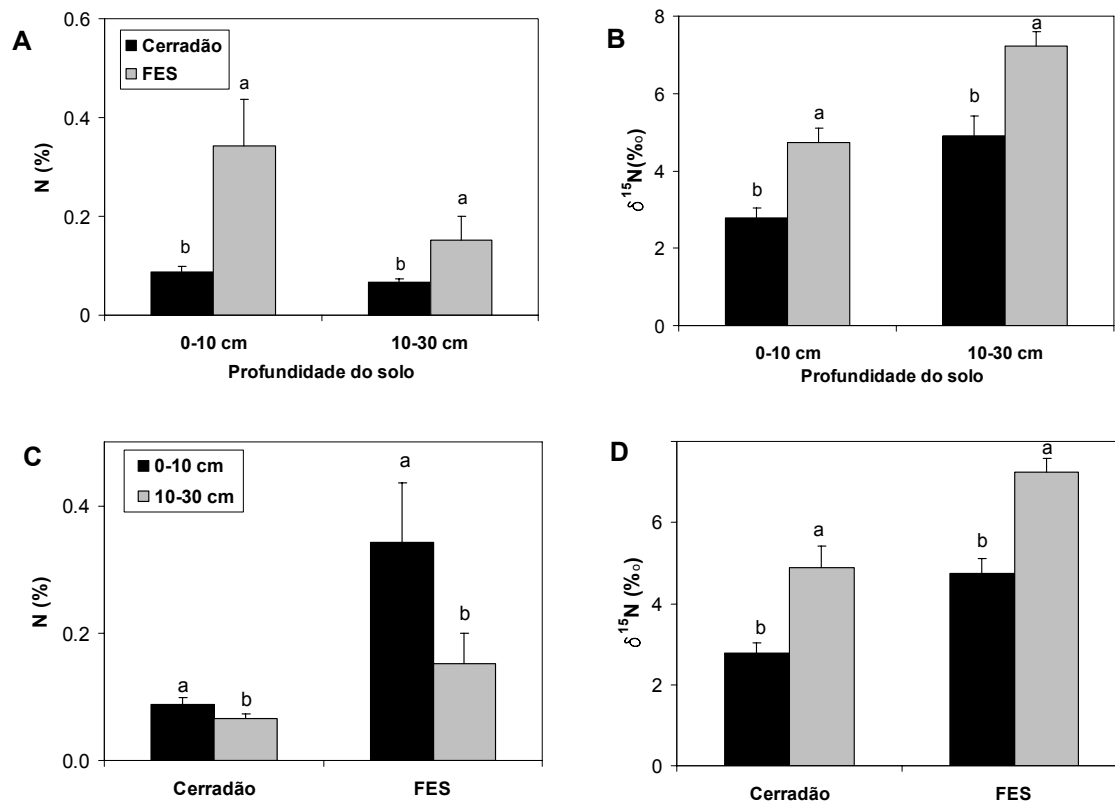 A
0.6
0.4
0.2
0
N (%)
Cerradão
FES
a
b
a
b
0-10 cm
10-30 cm
Profundidade do solo
B
8
6
4
2
0
δ¹⁵N(‰)
a
b
a
b
0-10 cm
10-30 cm
Profundidade do solo
C
0.4
0.2
0.0
N (%)
0-10 cm
10-30 cm
a
b
a
b
Cerradão
FES
D
6
4
2
0
δ¹⁵N (‰)
a
b
a
b
Cerradão
FES